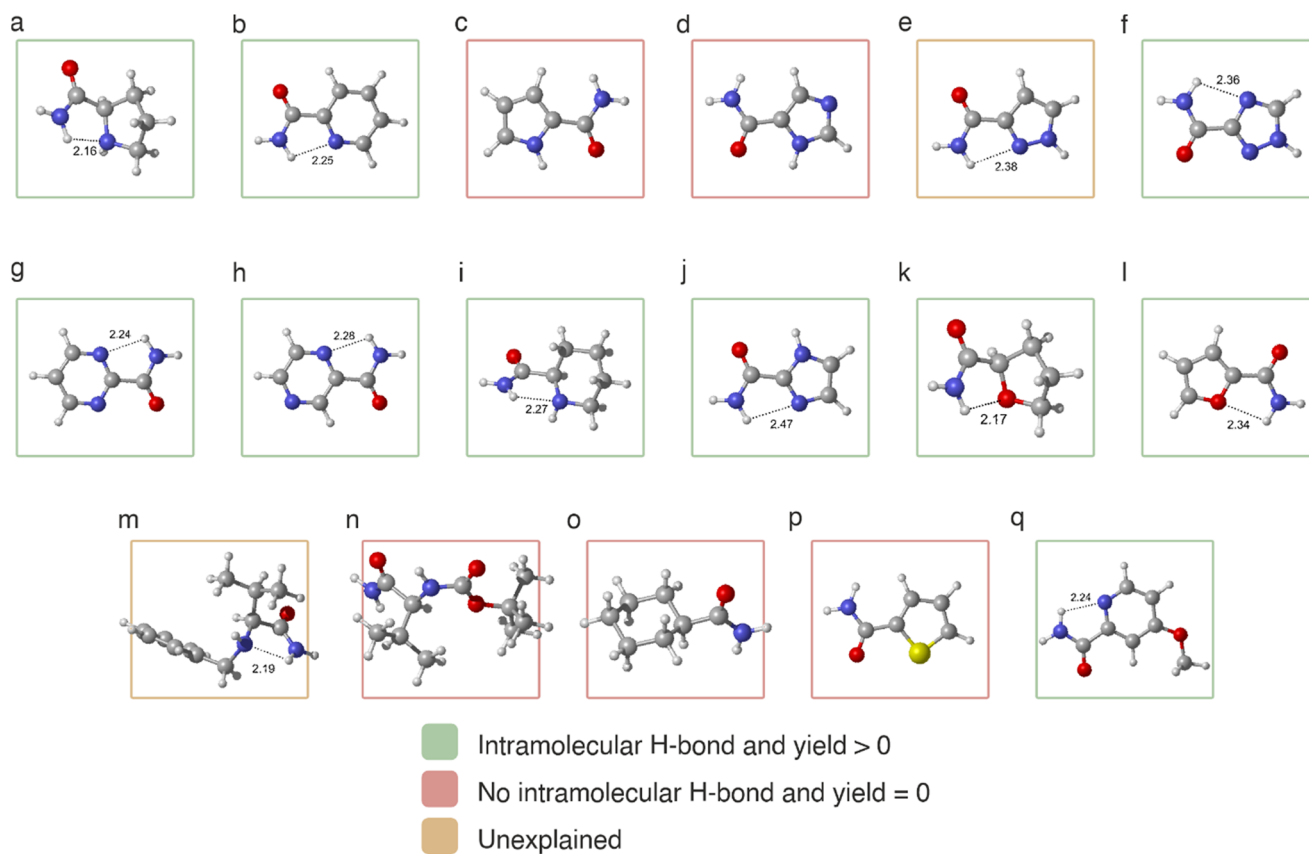 a b c d e f
2.16 2.25 2.38 2.36
g h i j k l
2.24 2.28 2.27 2.47 2.17 2.34
m n o p q
2.19 2.24
Intramolecular H-bond and yield > 0
No intramolecular H-bond and yield = 0
Unexplained